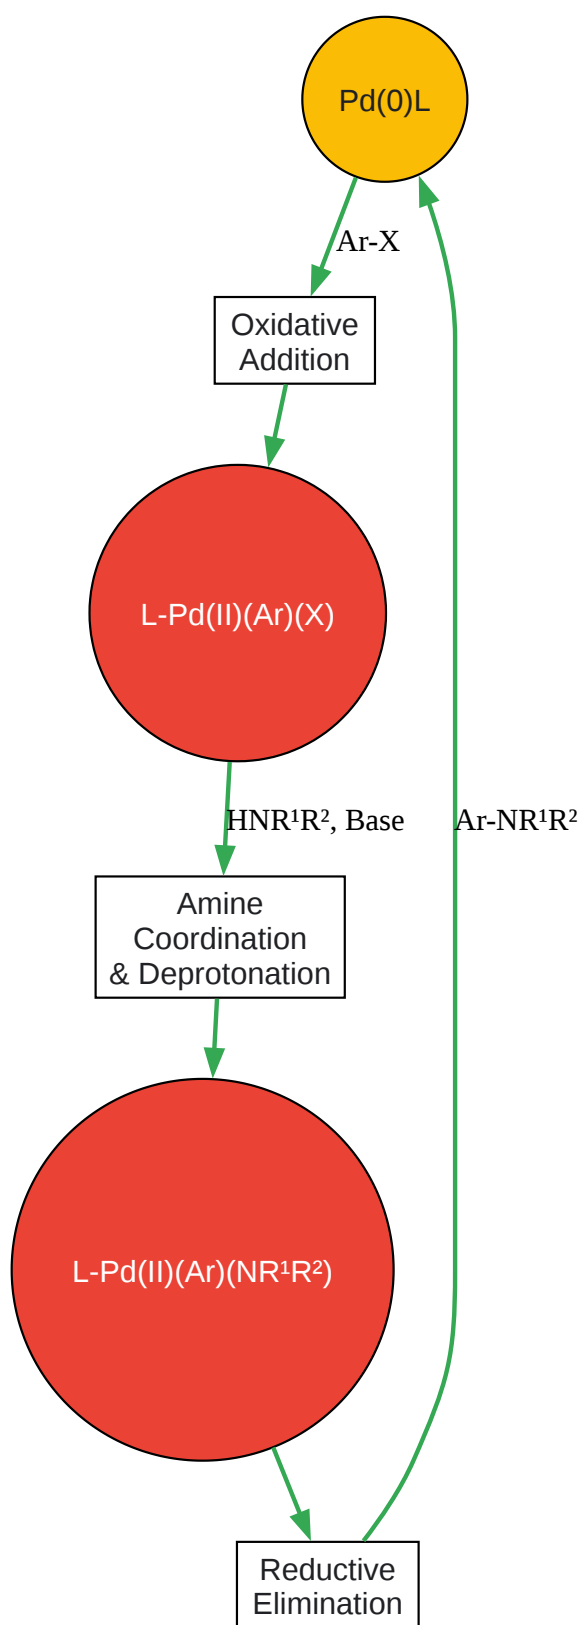 Pd(0)L
Ar-X
Oxidative
Addition
L-Pd(II)(Ar)(X)
HNR¹R², Base
Ar-NR¹R²
Amine
Coordination
& Deprotonation
L-Pd(II)(Ar)(NR¹R²)
Reductive
Elimination